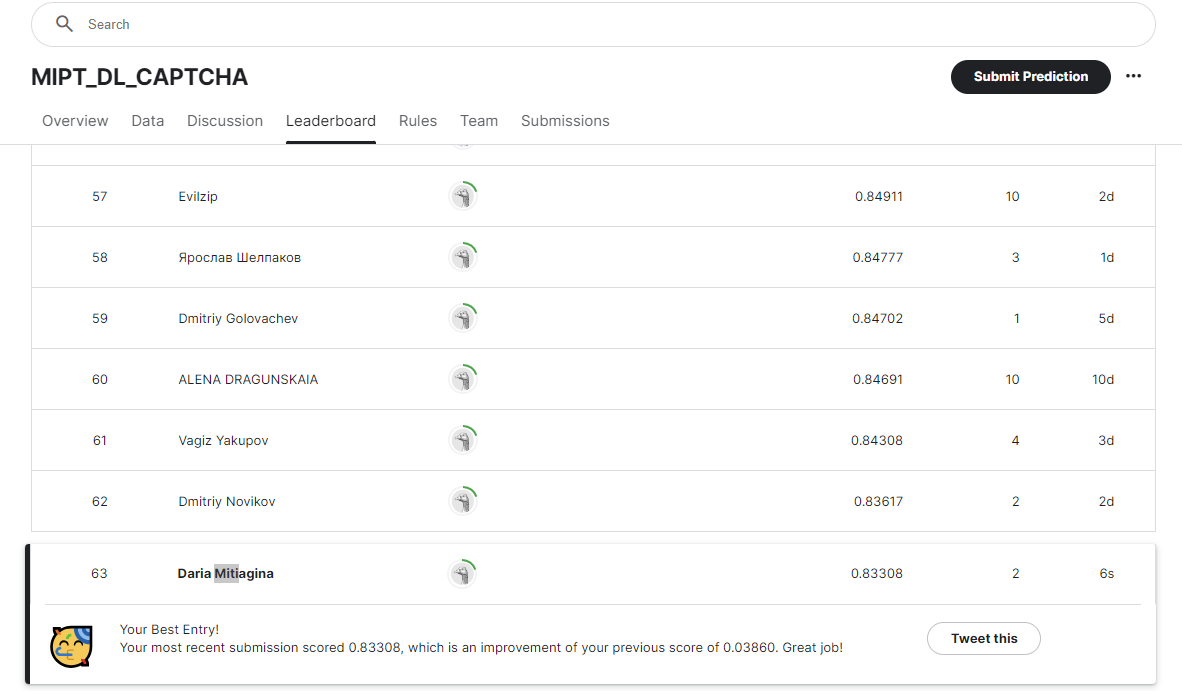 Search
MIPT_DL_CAPTCHA
Submit Prediction
Overview Data Discussion Leaderboard Rules Team Submissions
57 Evilzip 0.84911 10 2d
58 Ярослав Шелпаков 0.84777 3 1d
59 Dmitriy Golovachev 0.84702 1 5d
60 ALENA DRAGUNSKAIA 0.84691 10 10d
61 Vagiz Yakupov 0.84308 4 3d
62 Dmitriy Novikov 0.83617 2 2d
63 Daria Mitiagina 0.83308 2 6s
Your Best Entry!
Your most recent submission scored 0.83308, which is an improvement of your previous score of 0.03860. Great job!
Tweet this